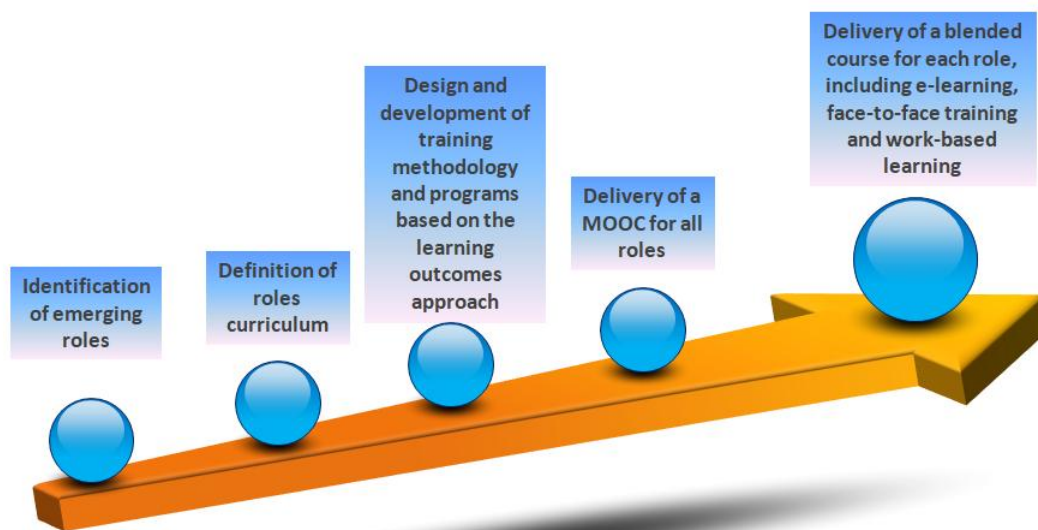 Identification
of emerging
roles
Definition of
roles
curriculum
Design and
development of
training
methodology
and programs
based on the
learning
outcomes
approach
Delivery of a
MOOC for all
roles
Delivery of a blended
course for each role,
including e-learning,
face-to-face training
and work-based
learning